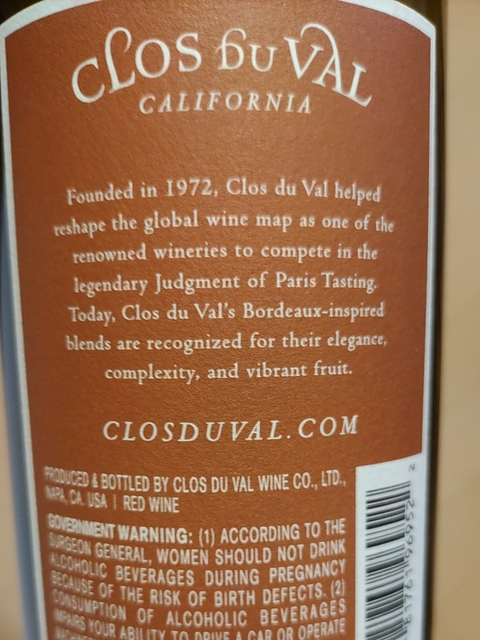 CLOS DU VAL
CALIFORNIA
Founded in 1972, Clos du Val helped
reshape the global wine map as one of the
renowned wineries to compete in the
legendary Judgment of Paris Tasting.
Today, Clos du Val's Bordeaux-inspired
blends are recognized for their elegance,
complexity, and vibrant fruit.
CLOSDUVAL.COM
PRODUCED & BOTTLED BY CLOS DU VAL WINE CO., LTD.,
NAPA, CA. USA | RED WINE
GOVERNMENT WARNING: (1) ACCORDING TO THE
SURGEON GENERAL, WOMEN SHOULD NOT DRINK
ALCOHOLIC BEVERAGES DURING PREGNANCY
BECAUSE OF THE RISK OF BIRTH DEFECTS. (2)
CONSUMPTION OF ALCOHOLIC BEVERAGES
IMPAIRS YOUR ABILITY TO DRIVE A CAR OR OPERATE